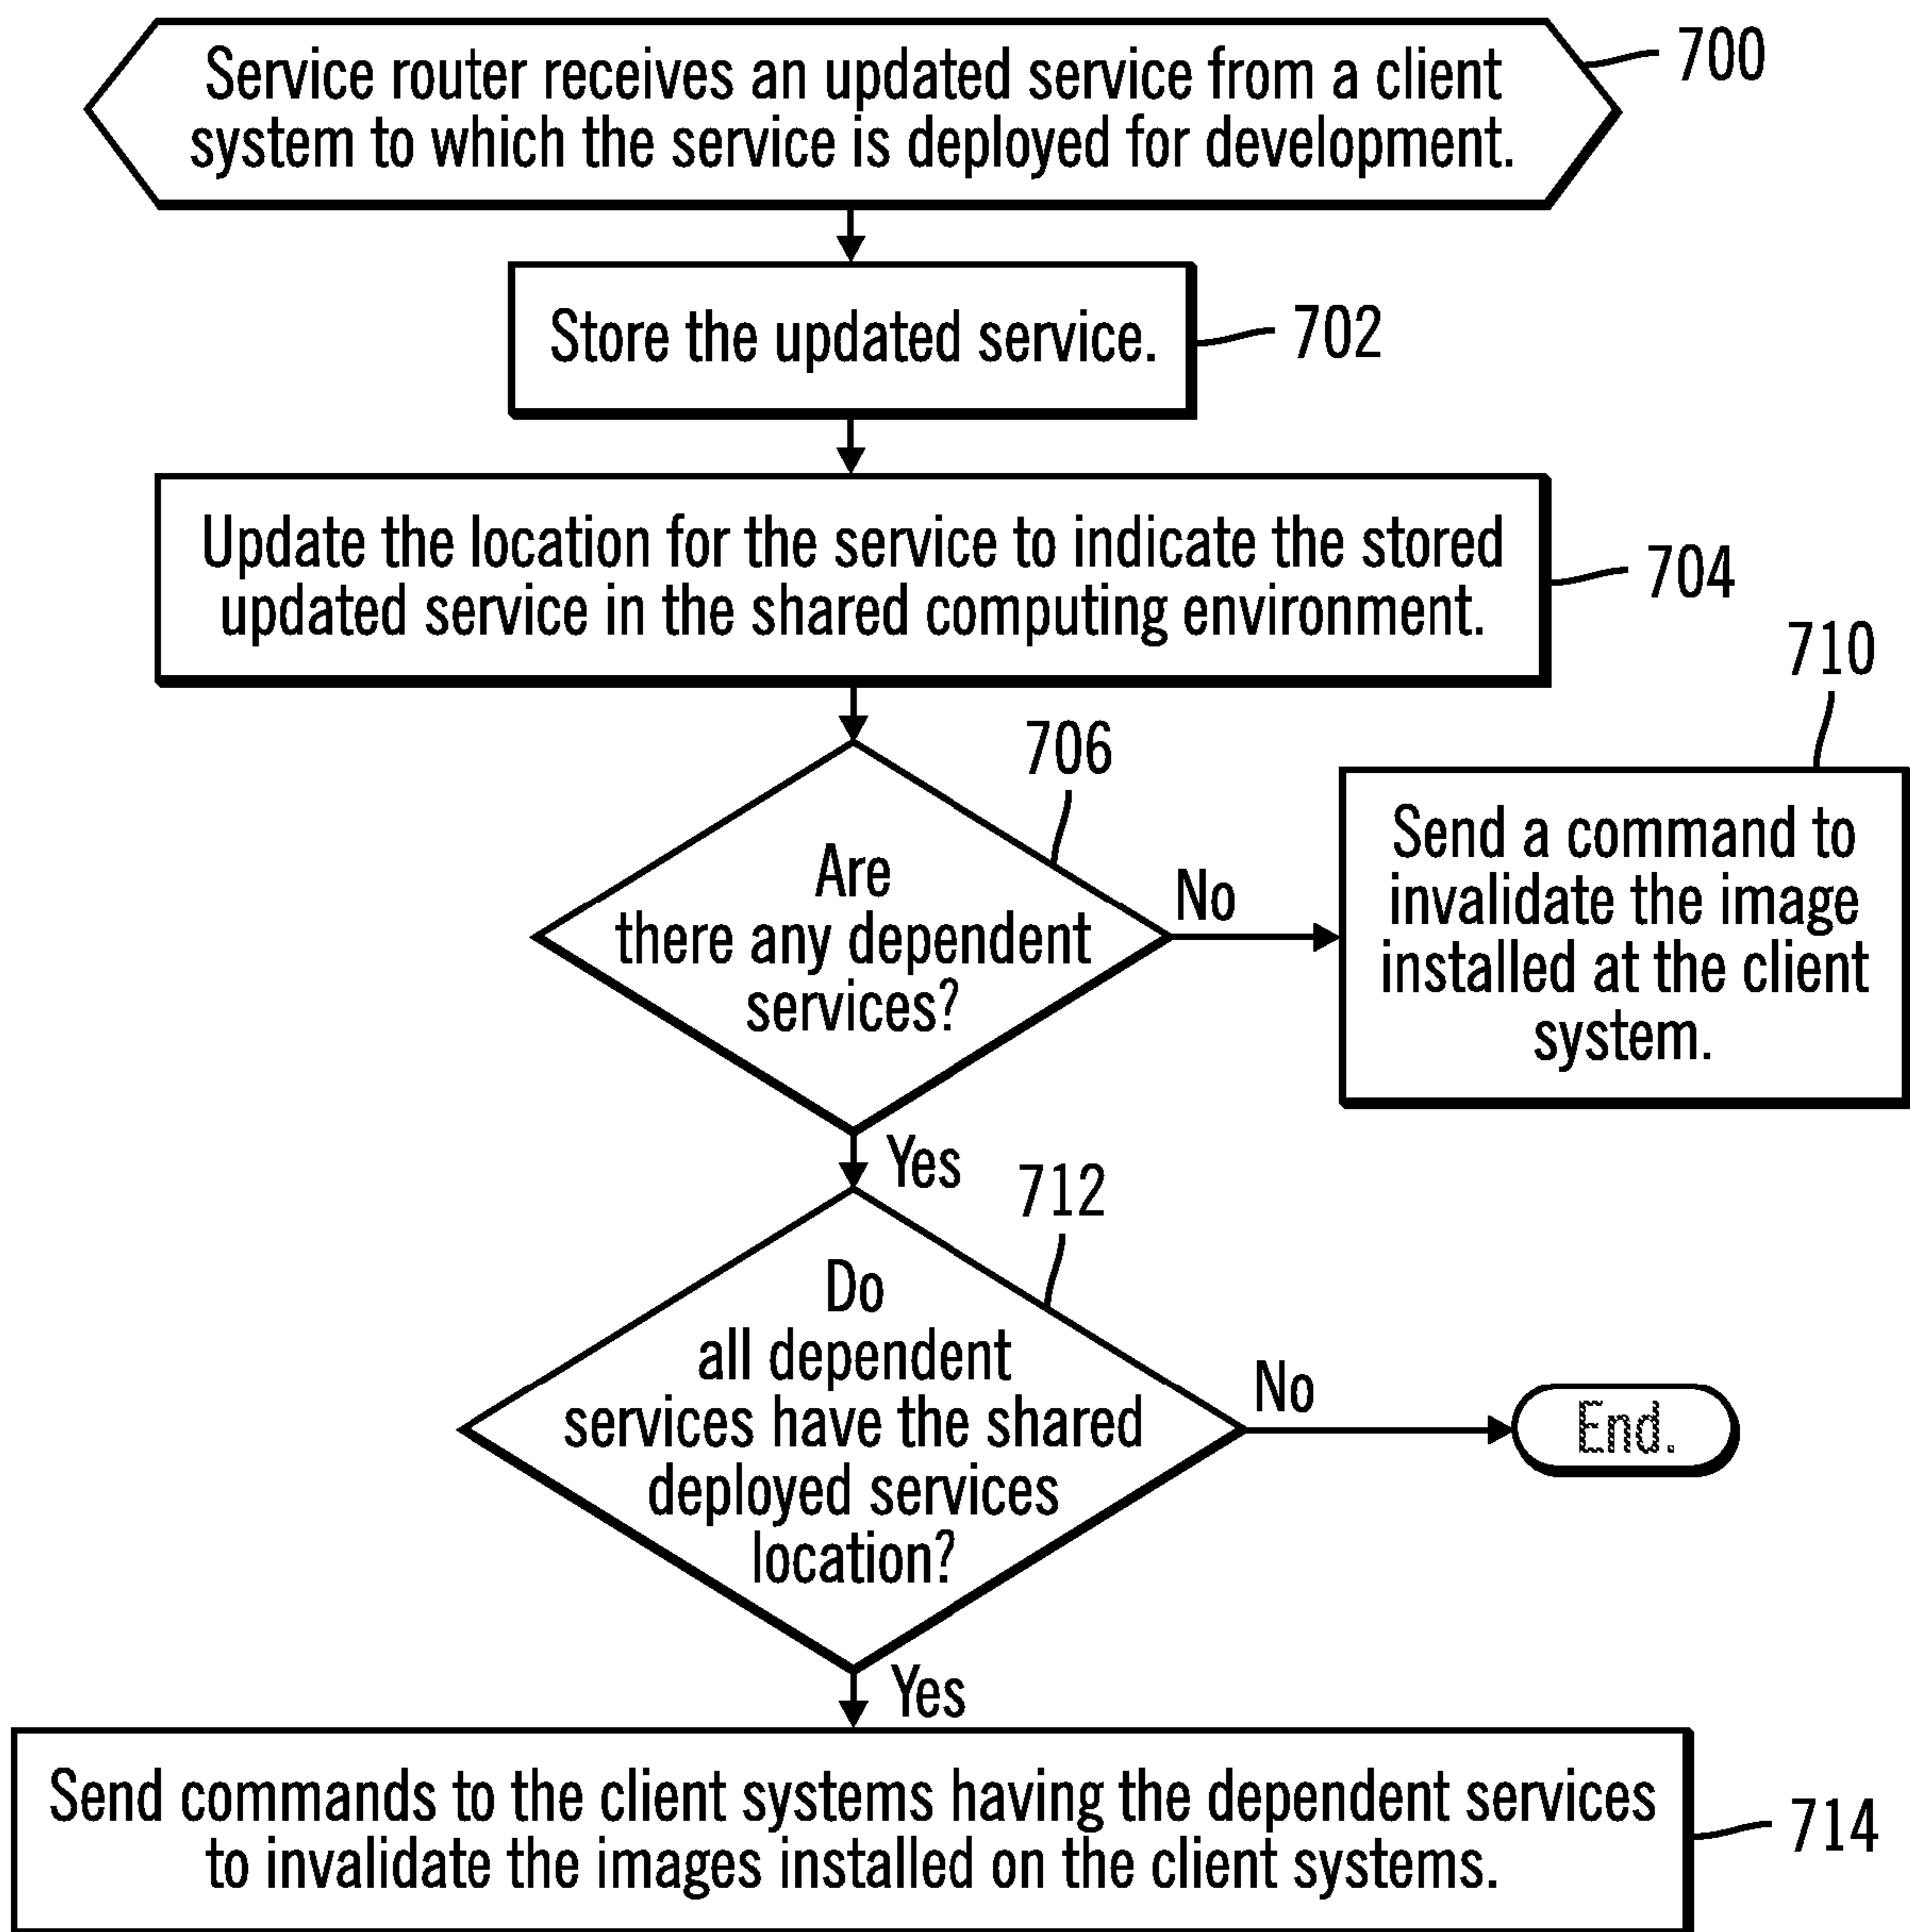 Service router receives an updated service from a client
system to which the service is deployed for development.
700
Store the updated service.
702
Update the location for the service to indicate the stored
updated service in the shared computing environment.
704
706
710
Are
there any dependent
services?
No
Send a command to
invalidate the image
installed at the client
system.
Yes
712
Do
all dependent
services have the shared
deployed services
location?
No
End.
Yes
Send commands to the client systems having the dependent services
to invalidate the images installed on the client systems.
714